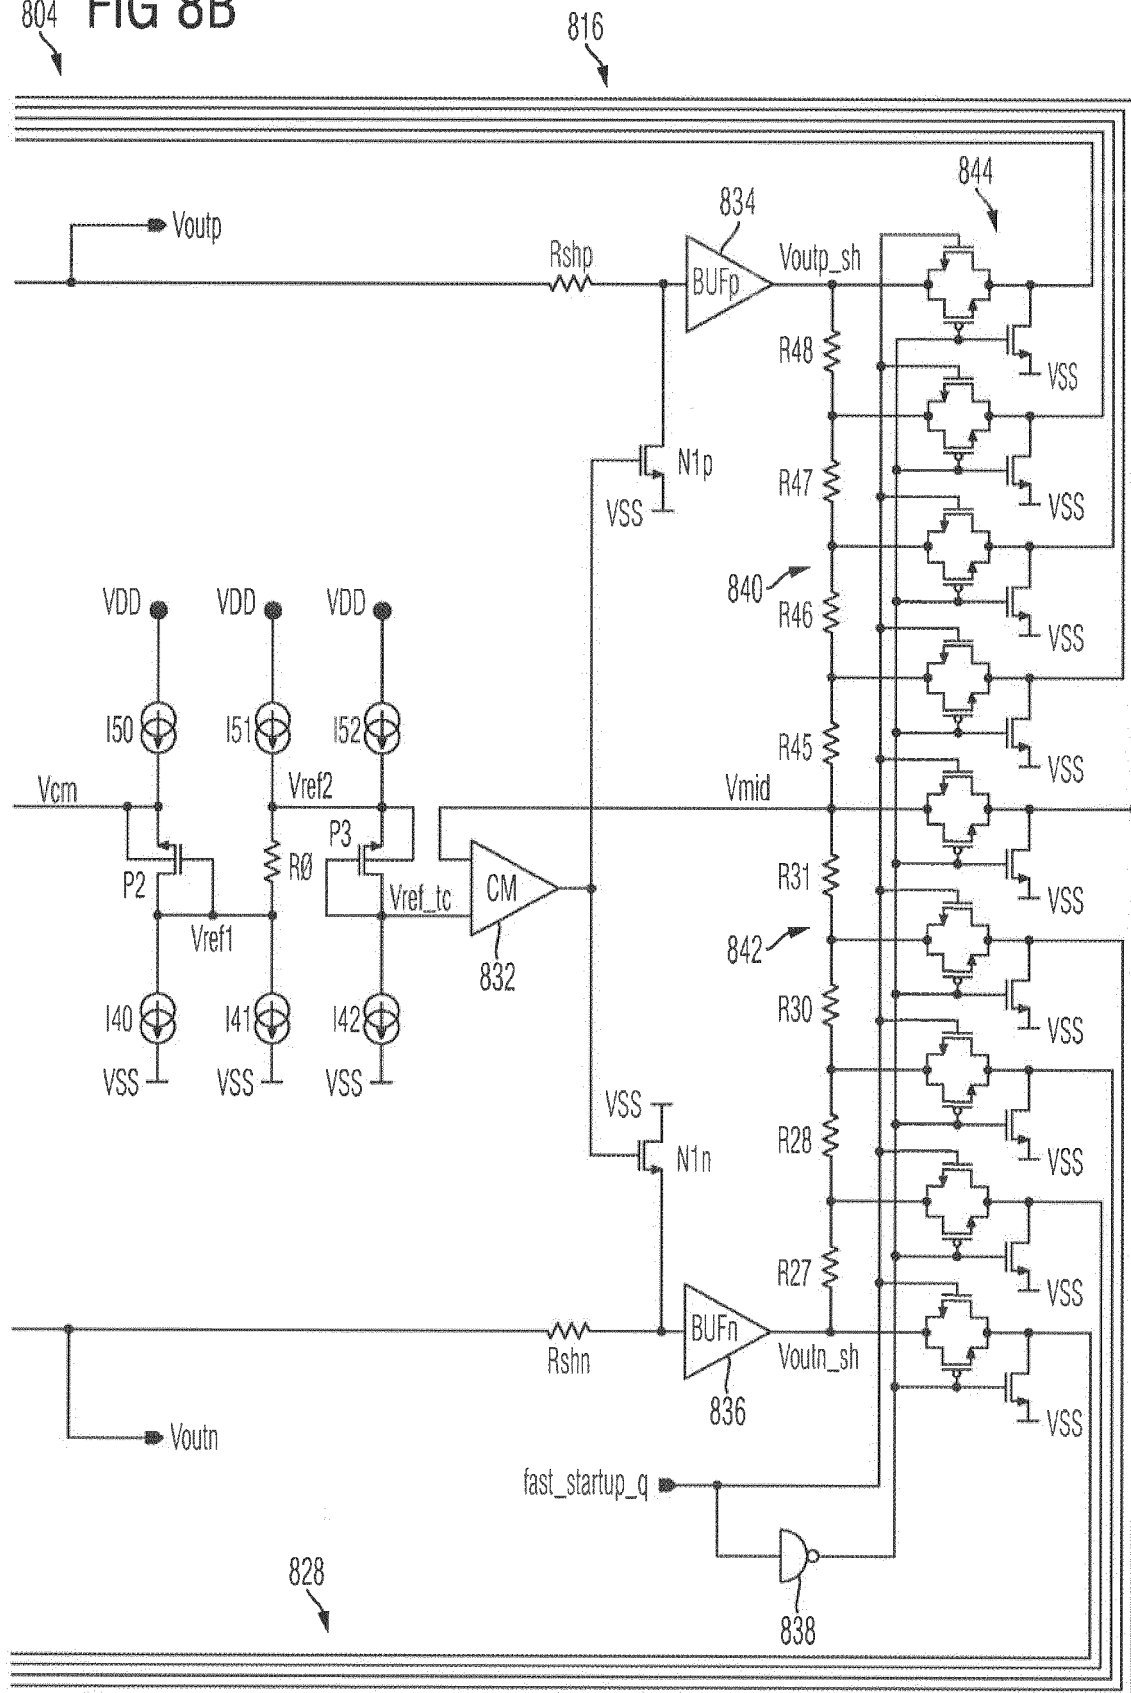 804 FIG 8B
816
844
Voutp
834
Rshp
BUFp
Voutp_sh
R48
VSS
N1p
R47
VSS
VSS
840
R46
VSS
VDD VDD VDD
I50 I51 I52
R45
VSS
Vcm
Vref2
Vmid
P3
P2
RØ
CM
R31
Vref_tc
VSS
Vref1
842
832
I40 I41 I42
R30
VSS
VSS VSS VSS
VSS
N1n
R28
VSS
R27
VSS
BUFn
Rshn
Voutn_sh
836
VSS
Voutn
fast_startup_q
828
838